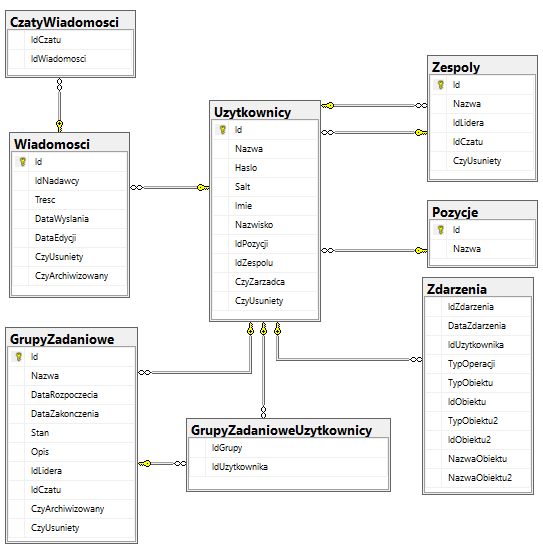 CzatyWiadomosci
IdCzatu
IdWiadomosci
Wiadomosci
Id
IdNadawcy
Tresc
DataWyslania
DataEdycji
CzyUsuniety
CzyArchiwizowany
Uzytkownicy
Id
Nazwa
Haslo
Salt
Imie
Nazwisko
IdPozycji
IdZespolu
CzyZarzadca
CzyUsuniety
Zespoly
Id
Nazwa
IdLidera
IdCzatu
CzyUsuniety
Pozycje
Id
Nazwa
Zdarzenia
IdZdarzenia
DataZdarzenia
IdUzytkownika
TypOperacji
TypObiektu
IdObiektu
TypObiektu2
IdObiektu2
NazwaObiektu
NazwaObiektu2
GrupyZadaniowe
Id
Nazwa
DataRozpoczecia
DataZakonczenia
Stan
Opis
IdLidera
IdCzatu
CzyArchiwizowany
CzyUsuniety
GrupyZadanioweUzytkownicy
IdGrupy
IdUzytkownika